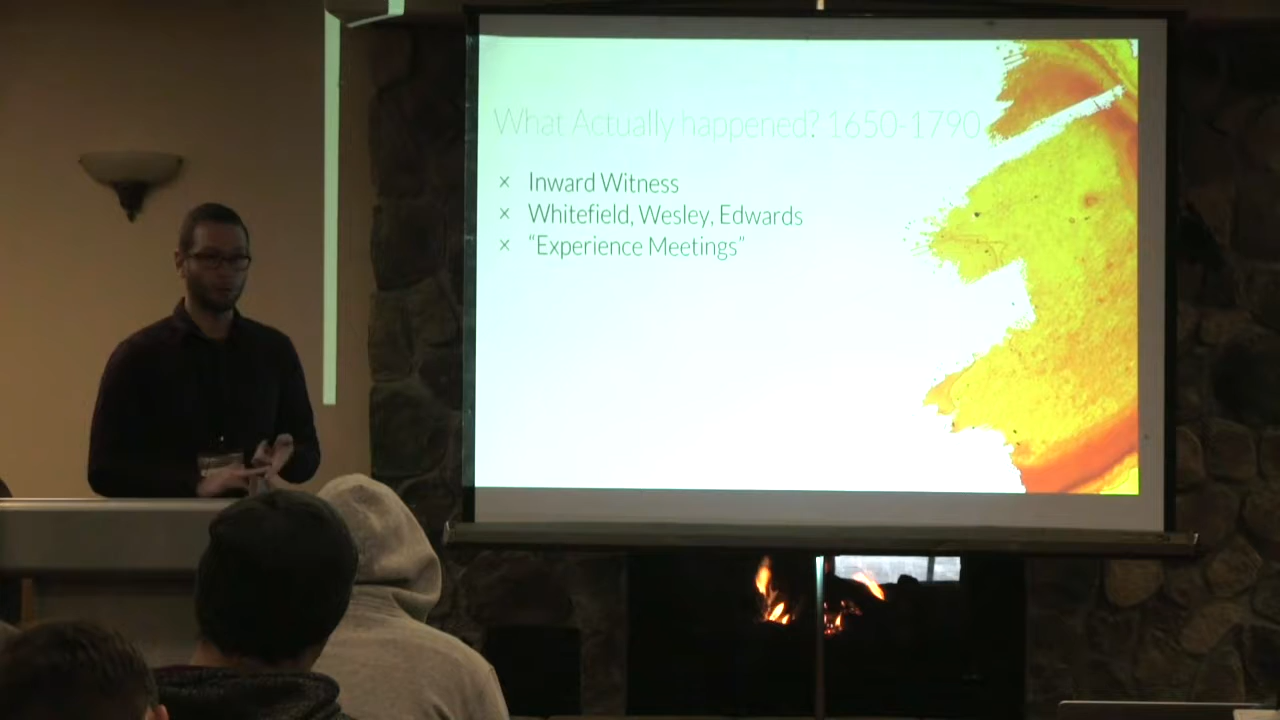 What Actually happened? 1650-1790
× Inward Witness
× Whitefield, Wesley, Edwards
× “Experience Meetings”